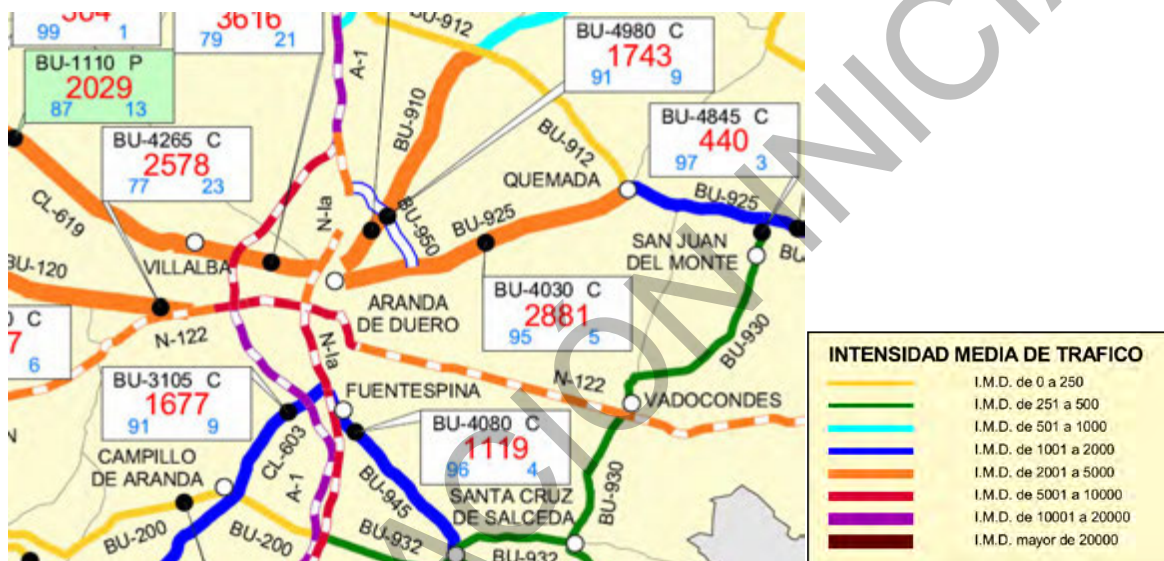 99 1
3616
79 21
BU-912
A-1
BU-4980 C
1743
91 9
BU-1110 P
2029
87 13
BU-4265 C
2578
77 23
BU-910
BU-912
BU-4845 C
440
97 3
QUEMADA
BU-925
CL-619
N-Ia
BU-950
BU-925
SAN JUAN
DEL MONTE
BU-120
VILLALBA
ARANDA
DE DUERO
BU-4030 C
2881
95 5
BU-930
C
7
6
N-122
N-Ia
BU-3105 C
1677
91 9
FUENTESPINA
N-122
VADOCONDES
BU-4080 C
1119
96 4
CAMPILLO
DE ARANDA
CL-603
A-1
BU-945
SANTA CRUZ
DE SALCEDA
BU-930
BU-200
BU-200
BU-932
BU-932
INTENSIDAD MEDIA DE TRAFICO
I.M.D. de 0 a 250
I.M.D. de 251 a 500
I.M.D. de 501 a 1000
I.M.D. de 1001 a 2000
I.M.D. de 2001 a 5000
I.M.D. de 5001 a 10000
I.M.D. de 10001 a 20000
I.M.D. mayor de 20000